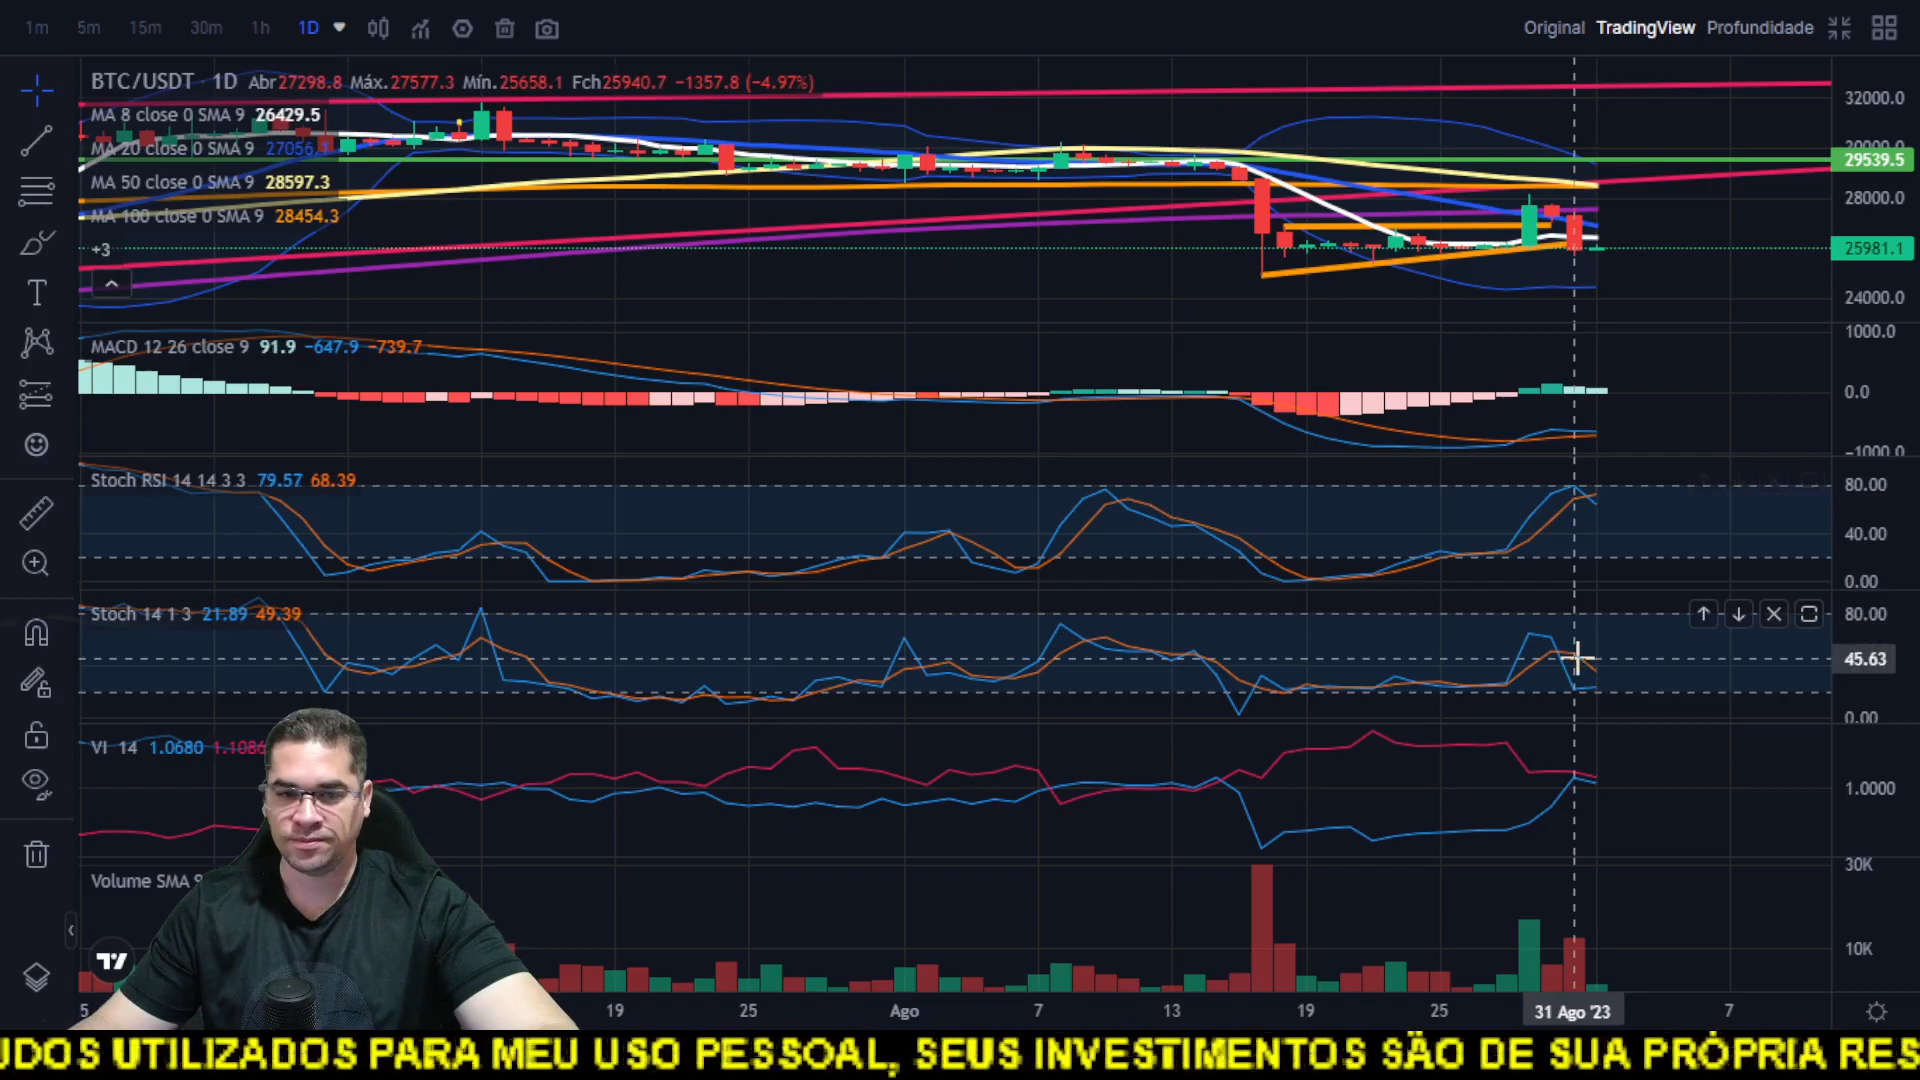 1m 5m 15m 30m 1h 1D Original TradingView Profundidade
BTC/USDT · 1D Abr27298.8 Máx.27577.3 Mín.25658.1 Fch25940.7 −1357.8 (−4.97%)
MA 8 close 0 SMA 9 26429.5
MA 20 close 0 SMA 9 27056.
MA 50 close 0 SMA 9 28597.3
MA 100 close 0 SMA 9 28454.3
+3
32000.0
30000.0
29539.5
28000.0
25981.1
24000.0
MACD 12 26 close 9 91.9 −647.9 −739.7
1000.0
0.0
−1000.0
Stoch RSI 14 14 3 3 79.57 68.39
80.00
40.00
0.00
Stoch 14 1 3 21.89 49.39
80.00
45.63
0.00
VI 14 1.0680 1.1086
1.0000
Volume SMA 9
30K
10K
5 19 25 Ago 7 13 19 25 31 Ago '23 7
UDOS UTILIZADOS PARA MEU USO PESSOAL, SEUS INVESTIMENTOS SÃO DE SUA PRÓPRIA RES